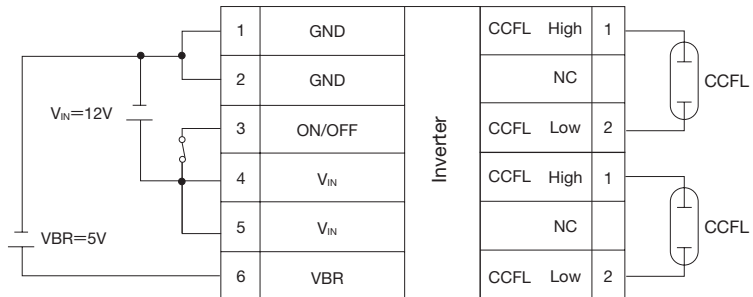 1 GND CCFL High 1
2 GND NC CCFL
V_IN=12V 3 ON/OFF CCFL Low 2
Inverter
4 V_IN CCFL High 1
VBR=5V 5 V_IN NC CCFL
6 VBR CCFL Low 2